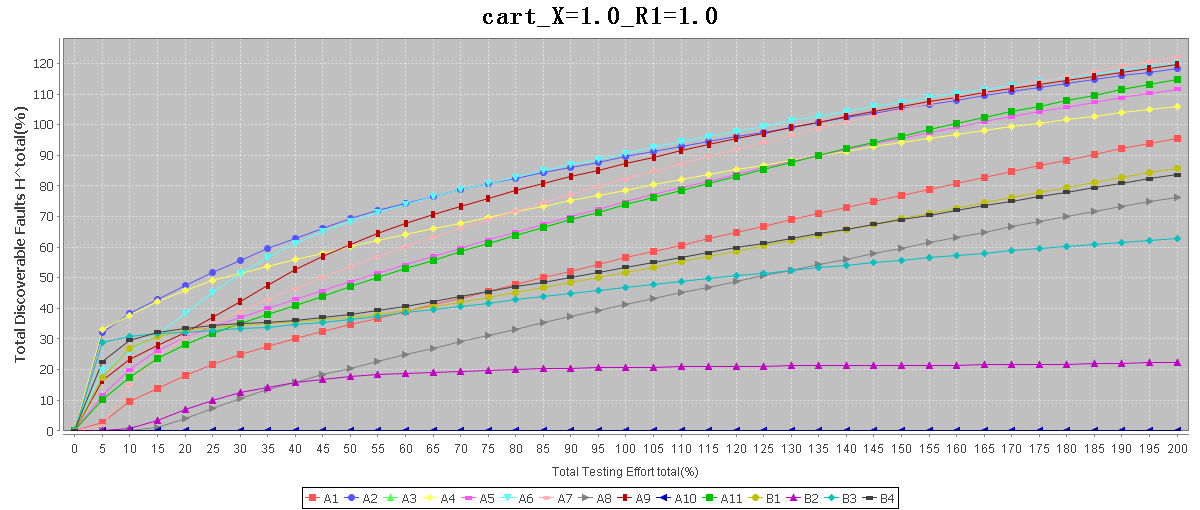 cart_X=1.0_R1=1.0
Total Discoverable Faults H^total(%)
120
110
100
90
80
70
60
50
40
30
20
10
0
0 5 10 15 20 25 30 35 40 45 50 55 60 65 70 75 80 85 90 95 100 105 110 115 120 125 130 135 140 145 150 155 160 165 170 175 180 185 190 195 200
Total Testing Effort total(%)
A1 A2 A3 A4 A5 A6 A7 A8 A9 A10 A11 B1 B2 B3 B4